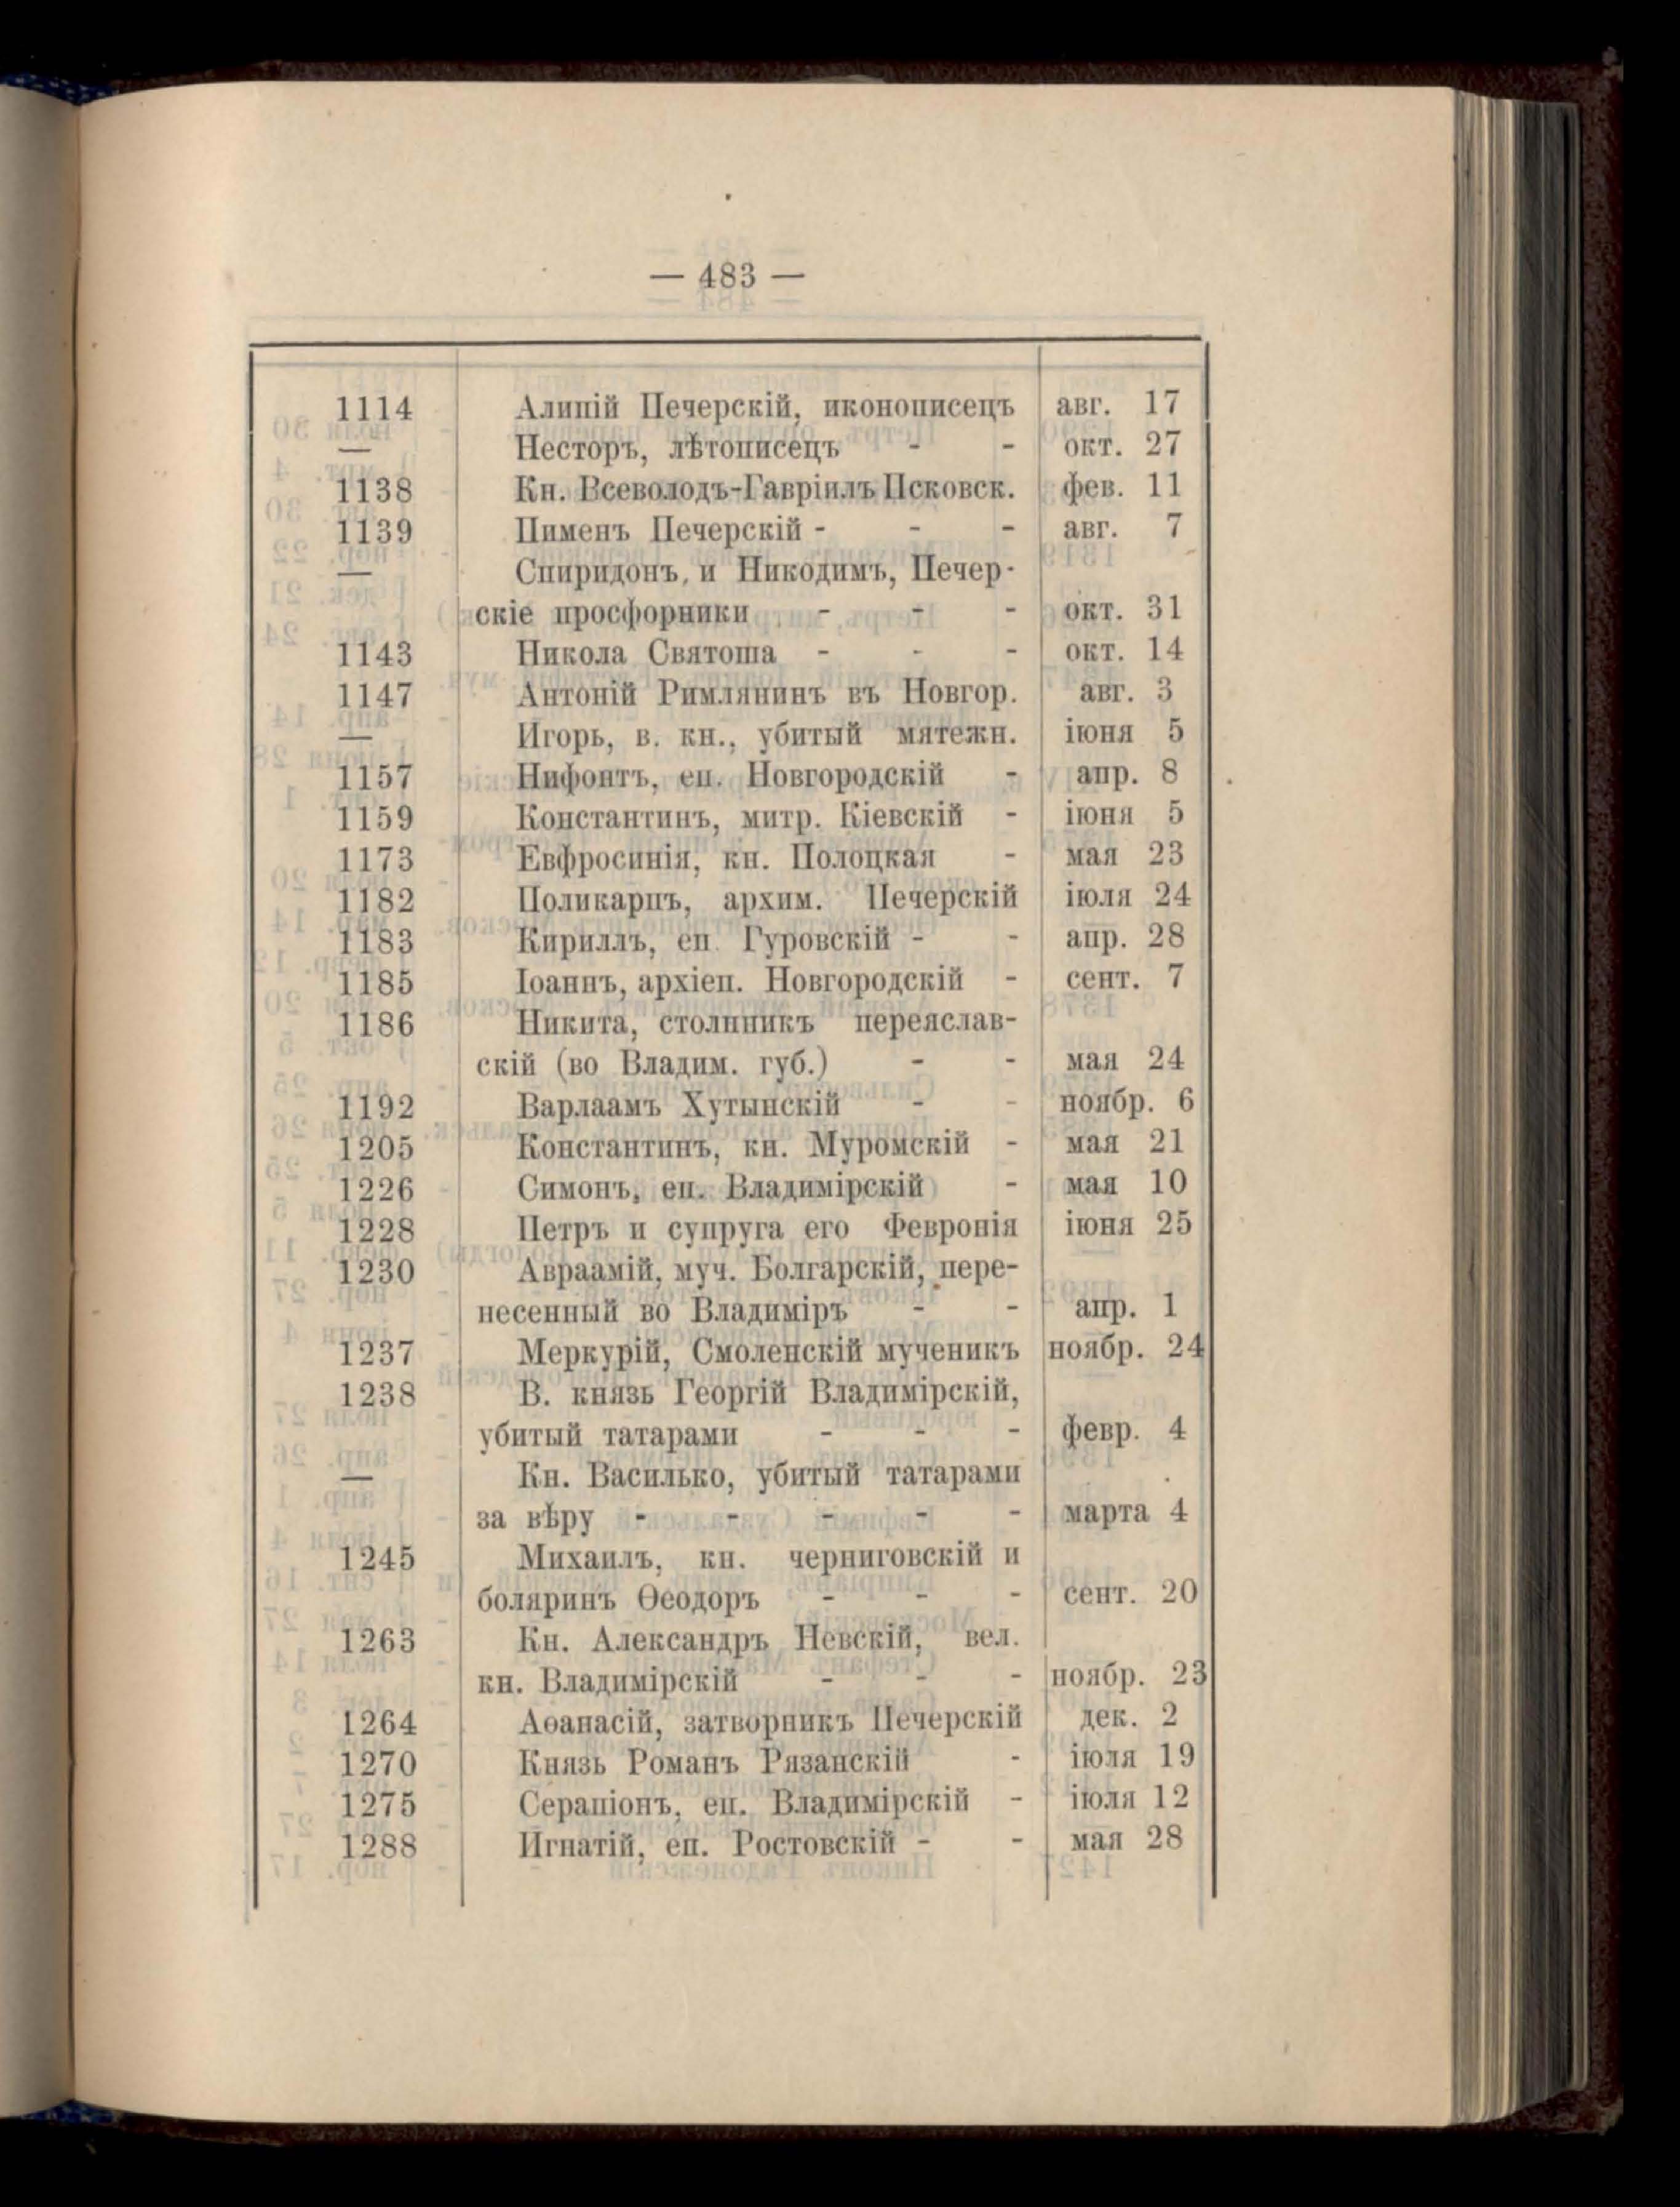 — 483 —
1114 Алипій Печерскій, иконописецъ авг. 17
— Несторъ, лѣтописецъ - - окт. 27
1138 Кн. Всеволодъ-Гавріилъ Псковск. фев. 11
1139 Пименъ Печерскій - - - авг. 7
— Спиридонъ, и Никодимъ, Печер-
скіе просфорники - - - окт. 31
1143 Никола Святоша - - - окт. 14
1147 Антоній Римлянинъ въ Новгор. авг. 3
— Игорь, в. кн., убитый мятежн. іюня 5
1157 Нифонтъ, еп. Новгородскій - апр. 8
1159 Константинъ, митр. Кіевскій - іюня 5
1173 Евфросинія, кн. Полоцкая - мая 23
1182 Поликарпъ, архим. Печерскій іюля 24
1183 Кириллъ, еп. Гуровскій - - апр. 28
1185 Іоаннъ, архіеп. Новгородскій - сент. 7
1186 Никита, столпникъ переяслав-
скій (во Владим. губ.) - - мая 24
1192 Варлаамъ Хутынскій - - ноябр. 6
1205 Константинъ, кн. Муромскій - мая 21
1226 Симонъ, еп. Владимірскій - мая 10
1228 Петръ и супруга его Февронія іюня 25
1230 Авраамій, муч. Болгарскій, пере-
несенный во Владиміръ - - апр. 1
1237 Меркурій, Смоленскій мученикъ ноябр. 24
1238 В. князь Георгій Владимірскій,
убитый татарами - - - февр. 4
— Кн. Василько, убитый татарами
за вѣру - - - - - марта 4
1245 Михаилъ, кн. черниговскій и
боляринъ Ѳеодоръ - - - сент. 20
1263 Кн. Александръ Невскій, вел.
кн. Владимірскій - - - ноябр. 23
1264 Аѳанасій, затворникъ Печерскій дек. 2
1270 Князь Романъ Рязанскій - іюля 19
1275 Серапіонъ, еп. Владимірскій - іюля 12
1288 Игнатій, еп. Ростовскій - - мая 28